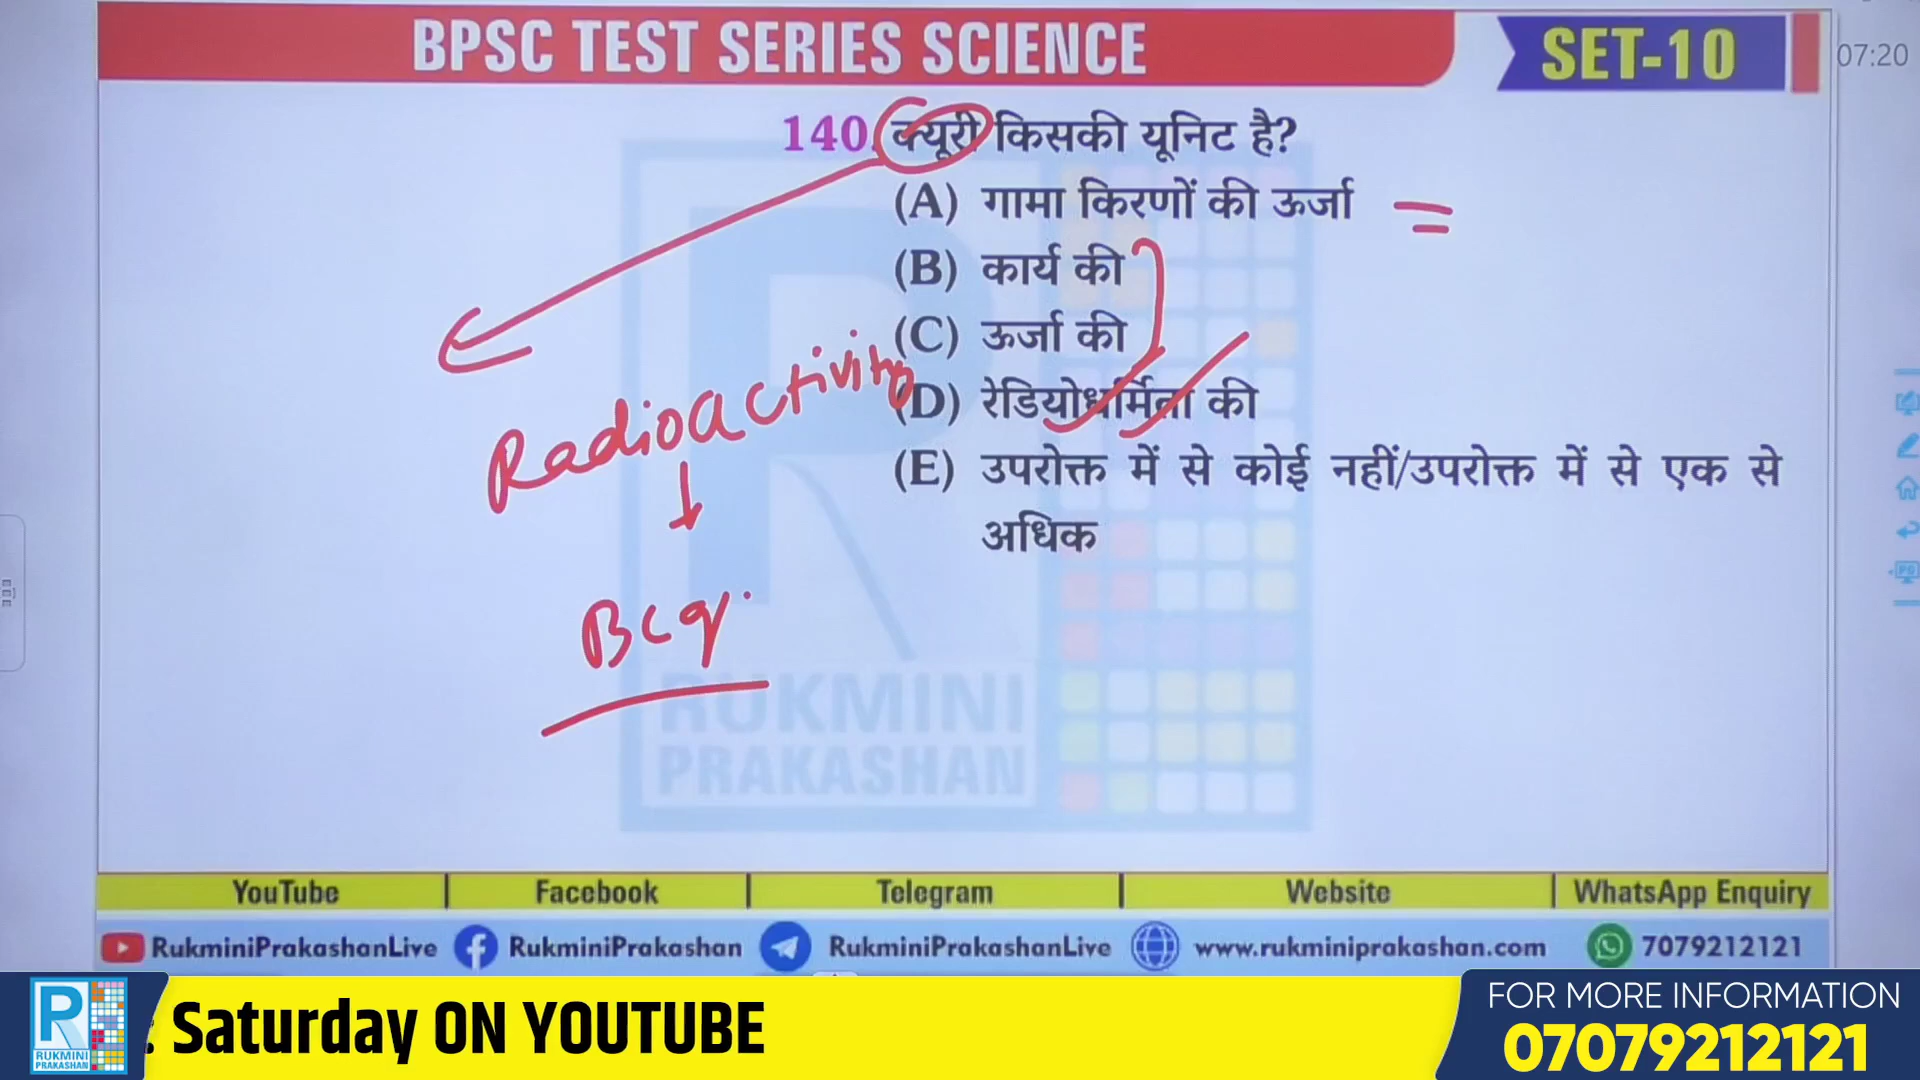 BPSC TEST SERIES SCIENCE
SET-10
07:20
140. क्यूरी किसकी यूनिट है?
(A) गामा किरणों की ऊर्जा
(B) कार्य की
(C) ऊर्जा की
(D) रेडियोधर्मिता की
(E) उपरोक्त में से कोई नहीं/उपरोक्त में से एक से
अधिक
Radioactivity
Bcq.
RUKMINI
PRAKASHAN
YouTube
Facebook
Telegram
Website
WhatsApp Enquiry
RukminiPrakashanLive
RukminiPrakashan
RukminiPrakashanLive
www.rukminiprakashan.com
7079212121
R
RUKMINI
PRAKASHAN
Saturday ON YOUTUBE
FOR MORE INFORMATION
07079212121